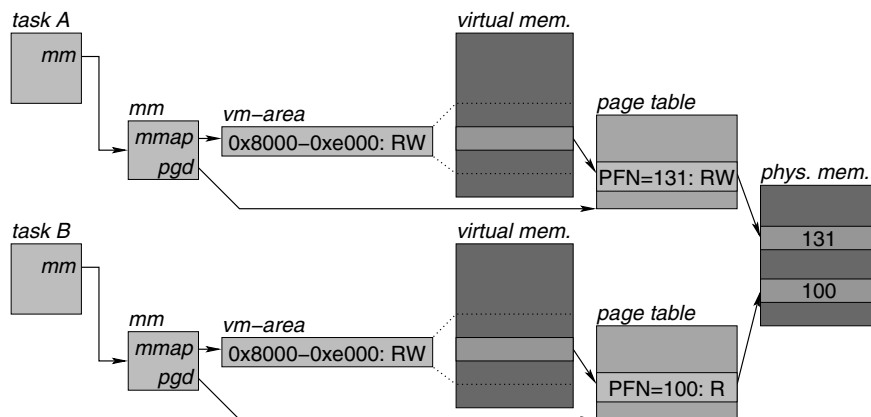 task A
mm
virtual mem.
mm
mmap
pgd
vm-area
0x8000-0xe000: RW
page table
PFN=131: RW
phys. mem.
131
100
task B
mm
virtual mem.
mm
mmap
pgd
vm-area
0x8000-0xe000: RW
page table
PFN=100: R